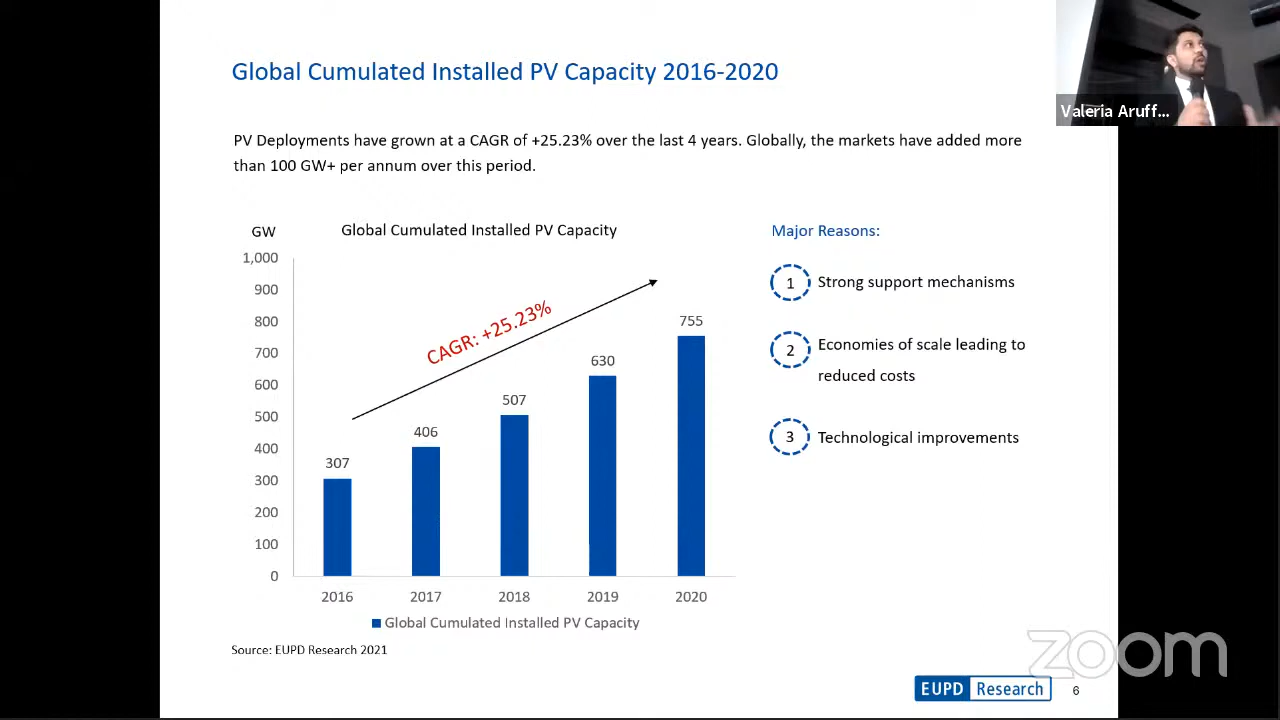 Global Cumulated Installed PV Capacity 2016-2020
Valeria Aruff...
PV Deployments have grown at a CAGR of +25.23% over the last 4 years. Globally, the markets have added more
than 100 GW+ per annum over this period.
GW
Global Cumulated Installed PV Capacity
1,000
900
800
700
600
500
400
300
200
100
0
CAGR: +25.23%
307
406
507
630
755
2016
2017
2018
2019
2020
Global Cumulated Installed PV Capacity
Major Reasons:
1 Strong support mechanisms
2 Economies of scale leading to
reduced costs
3 Technological improvements
Source: EUPD Research 2021
zoom
EUPD Research
6